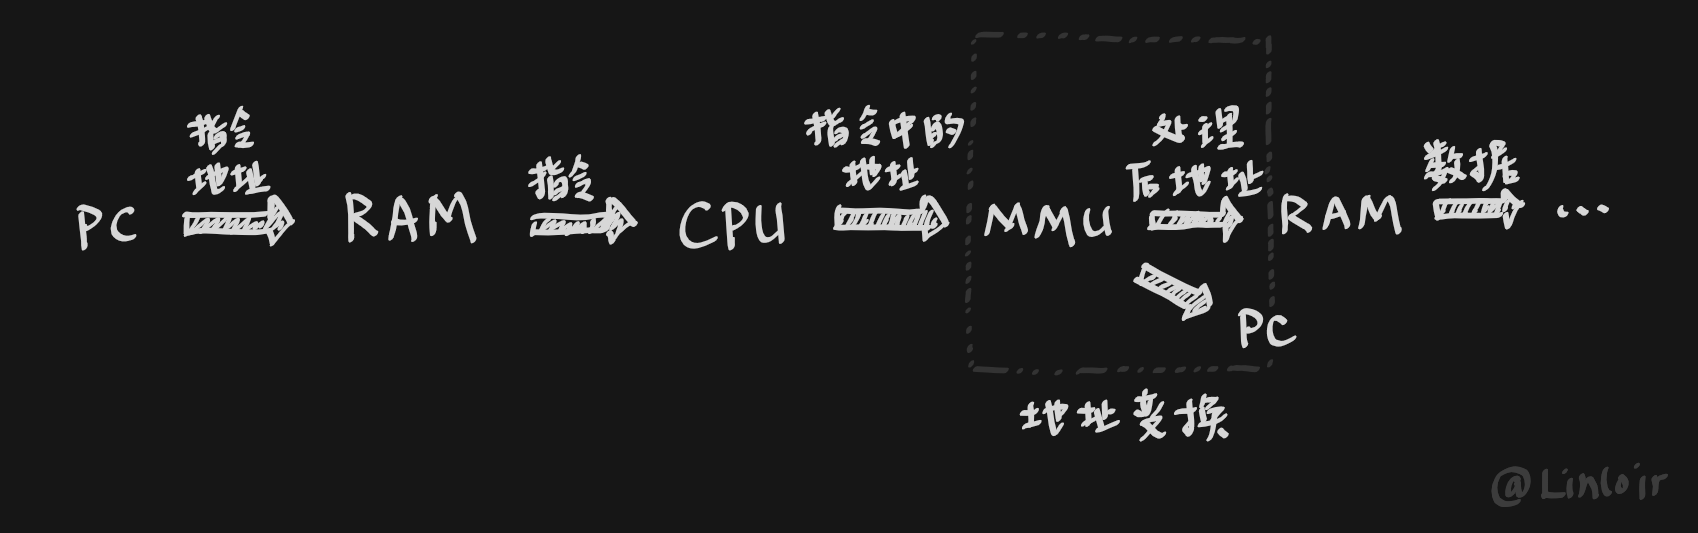 指令
地址
PC
RAM
指令
CPU
指令中的
地址
MMU
处理
后地址
RAM
数据
...
PC
地址变换
@Linloir